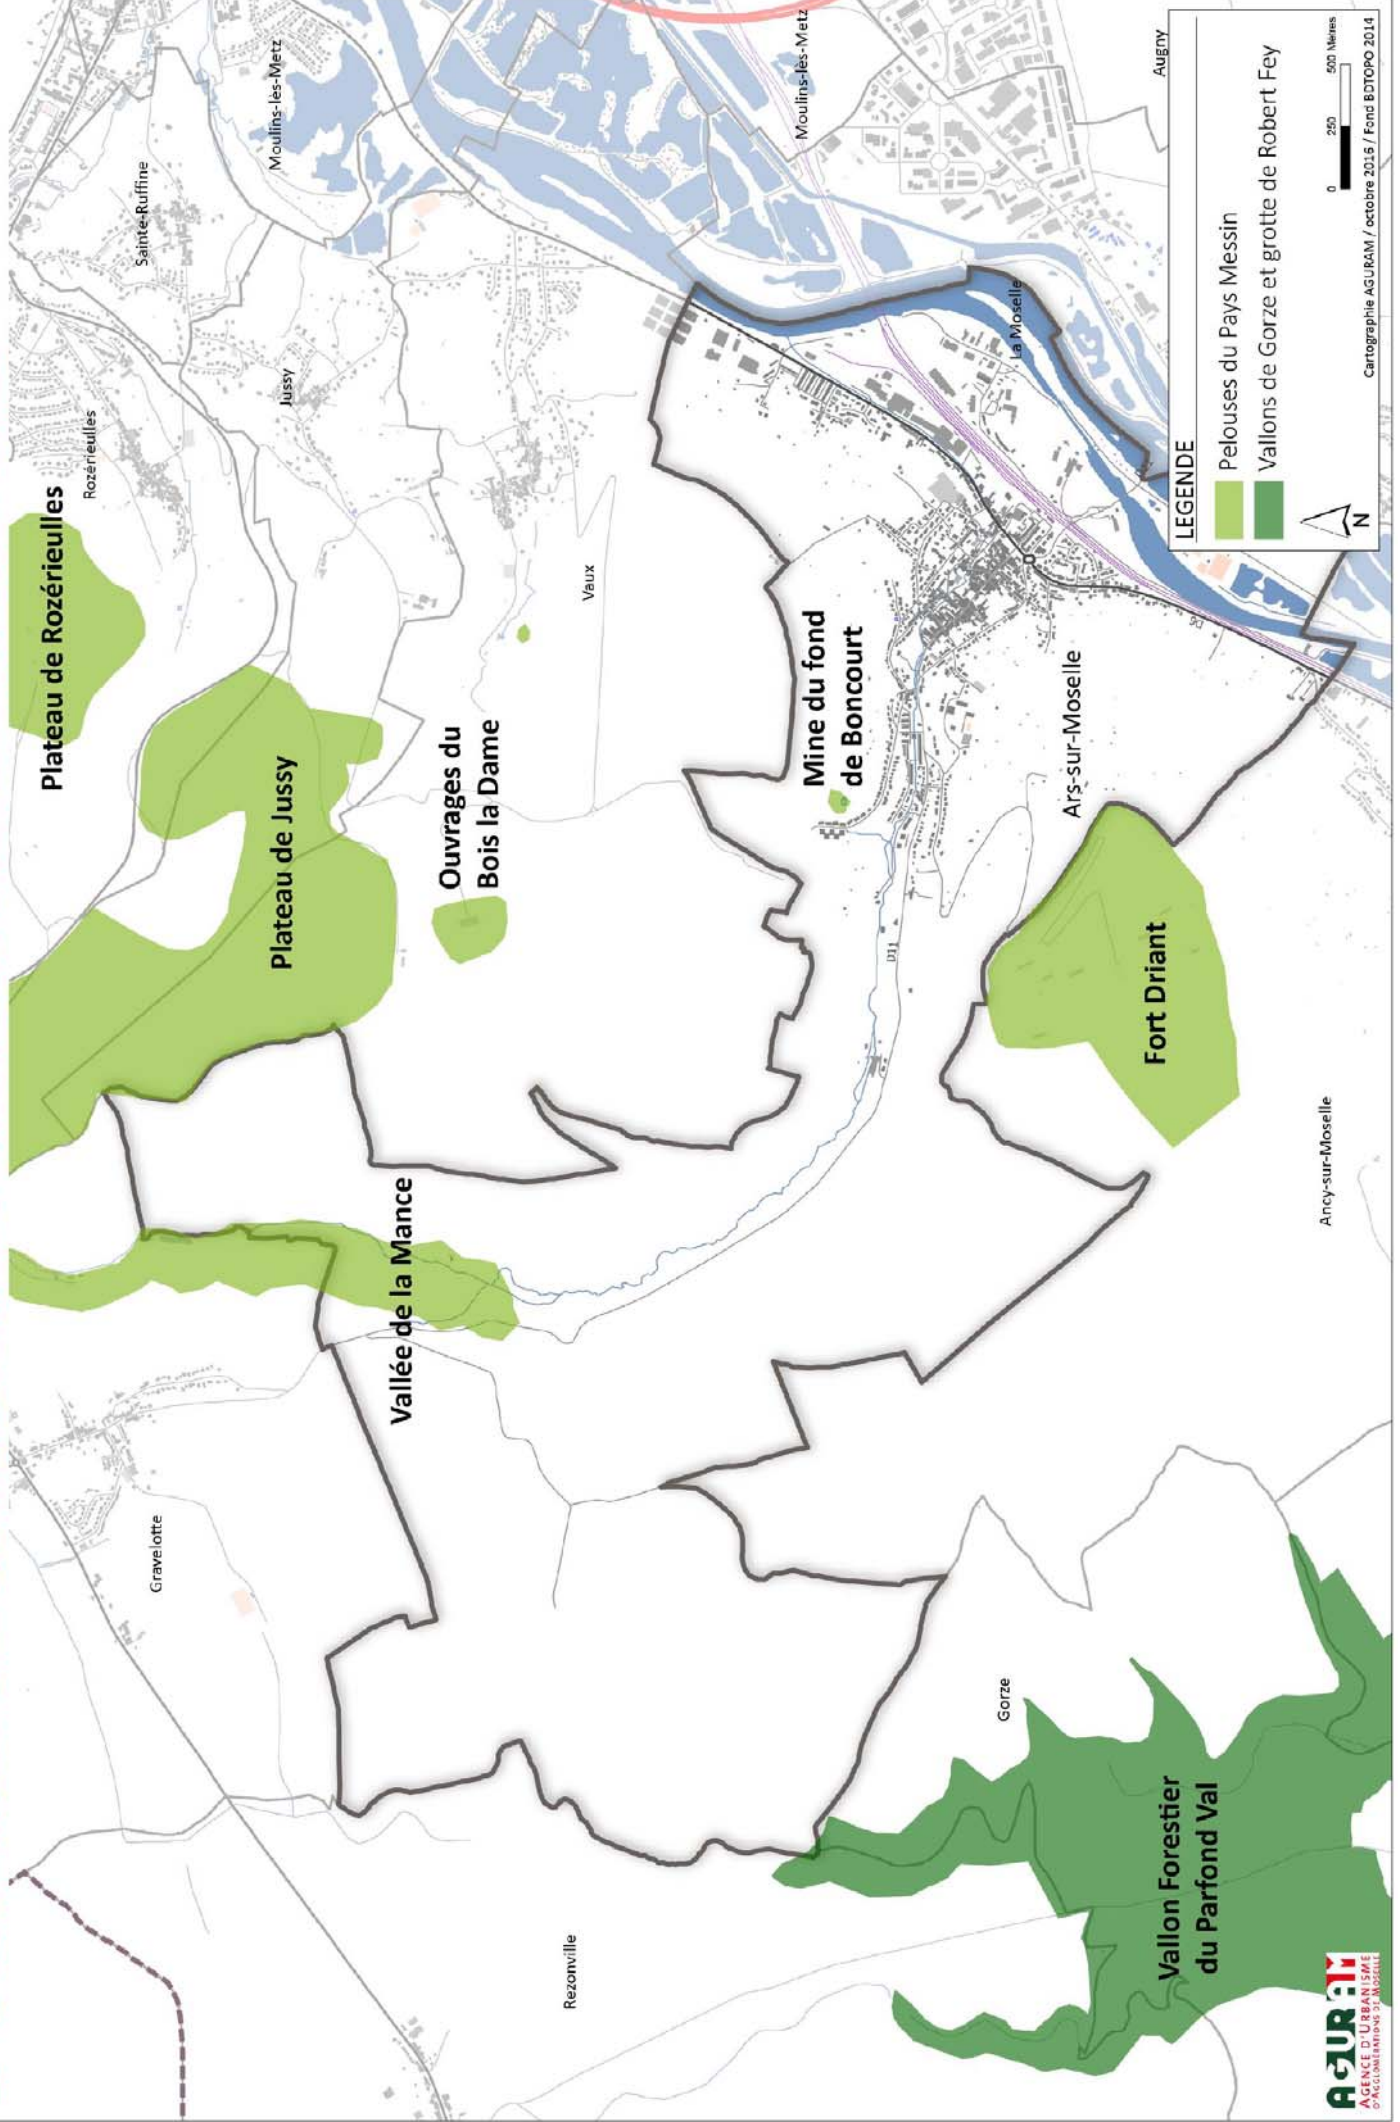 Plateau de Rozérieulles
Rozérieulles
Sainte-Ruffine
Moulins-lès-Metz
Moulins-lès-Metz
Augny
Plateau de Jussy
Jussy
Gravelotte
Vallée de la Mance
Ouvrages du
Bois la Dame
Vaux
Rezonville
Mine du fond
de Boncourt
D11
La Moselle
Ars-sur-Moselle
D6
Gorze
Fort Driant
Vallon Forestier
du Parfond Val
Ancy-sur-Moselle
LEGENDE
Pelouses du Pays Messin
Vallons de Gorze et grotte de Robert Fey
N
0 250 500 Mètres
Cartographie AGURAM / octobre 2016 / Fond BDTOPO 2014
AGURAM
AGENCE D'URBANISME
D'AGGLOMÉRATIONS DE MOSELLE